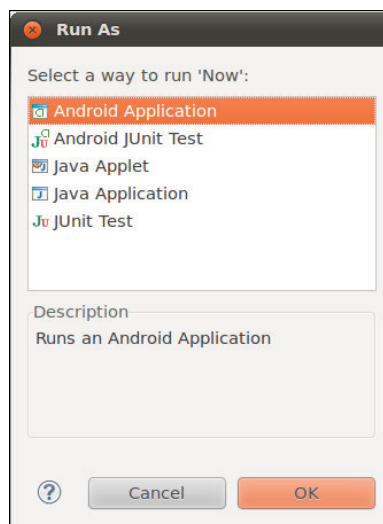 Run As
Select a way to run 'Now':
Android Application
Android JUnit Test
Java Applet
Java Application
JUnit Test
Description
Runs an Android Application
Cancel
OK